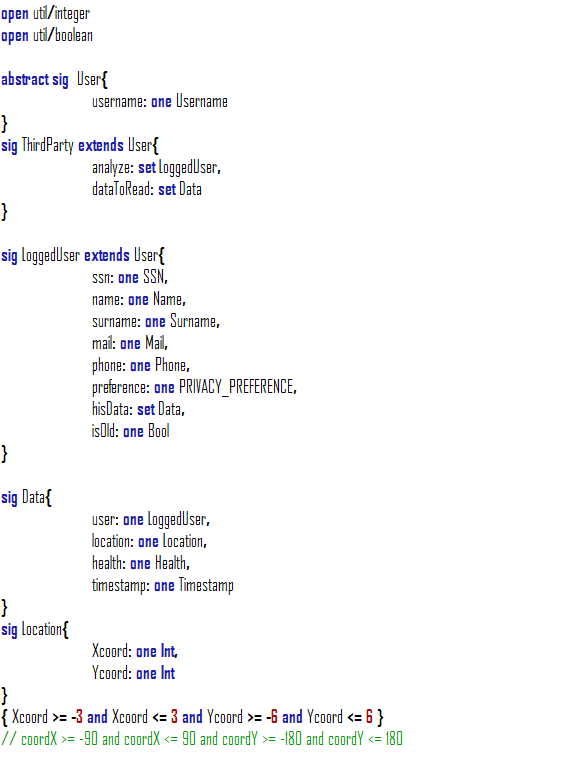 open util/integer
open util/boolean
abstract sig User{
username: one Username
}
sig ThirdParty extends User{
analyze: set LoggedUser,
dataToRead: set Data
}
sig LoggedUser extends User{
ssn: one SSN,
name: one Name,
surname: one Surname,
mail: one Mail,
phone: one Phone,
preference: one PRIVACY_PREFERENCE,
hisData: set Data,
isOld: one Bool
}
sig Data{
user: one LoggedUser,
location: one Location,
health: one Health,
timestamp: one Timestamp
}
sig Location{
Xcoord: one Int,
Ycoord: one Int
}
{ Xcoord >= -3 and Xcoord <= 3 and Ycoord >= -6 and Ycoord <= 6 }
// coordX >= -90 and coordX <= 90 and coordY >= -180 and coordY <= 180